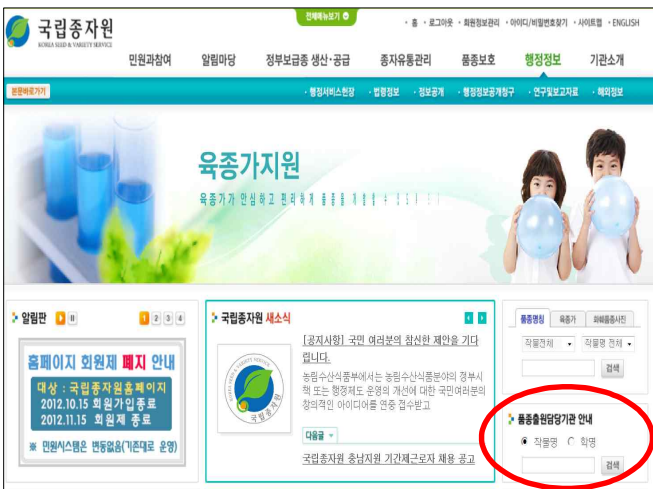 전체메뉴보기
국립종자원
KOREA SEED & VARIETY SERVICE
· 홈 · 로그아웃 · 회원정보관리 · 아이디/비밀번호찾기 · 사이트맵 · ENGLISH
민원과참여 알림마당 정부보급종 생산·공급 종자유통관리 품종보호 행정정보 기관소개
본문바로가기
· 행정서비스헌장 · 법령정보 · 정보공개 · 행정정보공개청구 · 연구및보고자료 · 해외정보
육종가지원
육종가가 안심하고 편리하게 품종을
알림판
1 2 3 4
홈페이지 회원제 폐지 안내
대상 : 국립종자원홈페이지
2012.10.15 회원가입종료
2012.11.15 회원제 종료
※ 민원시스템은 변동없음(기존대로 운영)
국립종자원 새소식
[공지사항] 국민 여러분의 참신한 제안을 기다
립니다.
농림수산식품부에서는 농림수산식품분야의 정부시
책 또는 행정제도 운영의 개선에 대한 국민여러분의
창의적인 아이디어를 연중 접수받고
국립종자원
다음글
국립종자원 충남지원 기간제근로자 채용 공고
품종명칭 육종가 화훼품종사진
작물전체 작물명 전체
검색
품종출원담당기관 안내
작물명 학명
검색